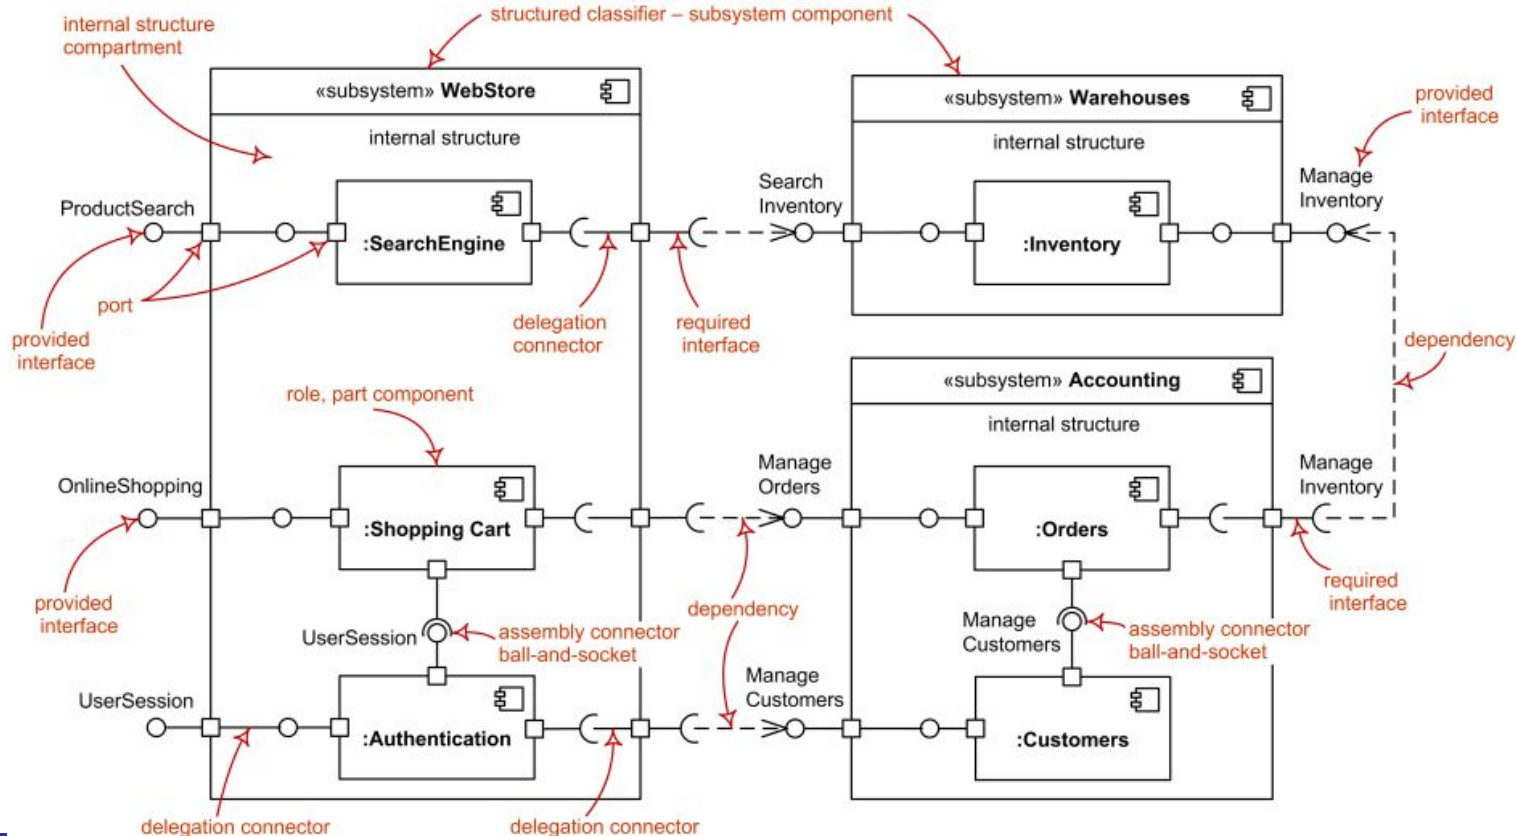 structured classifier – subsystem component
internal structure
compartment
«subsystem» WebStore
internal structure
«subsystem» Warehouses
internal structure
provided
interface
ProductSearch
:SearchEngine
Search
Inventory
:Inventory
Manage
Inventory
port
provided
interface
delegation
connector
required
interface
dependency
role, part component
«subsystem» Accounting
internal structure
OnlineShopping
:Shopping Cart
Manage
Orders
:Orders
Manage
Inventory
provided
interface
required
interface
dependency
UserSession
assembly connector
ball-and-socket
Manage
Customers
assembly connector
ball-and-socket
UserSession
:Authentication
Manage
Customers
:Customers
delegation connector
delegation connector